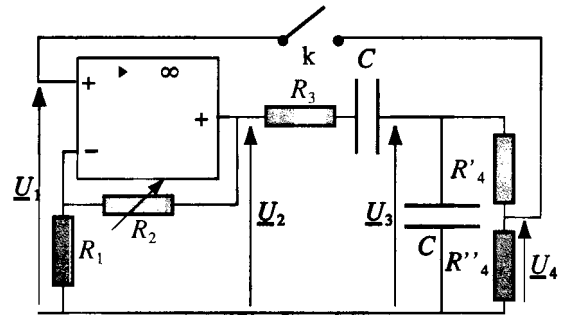 k
C
+
∞
R₃
+
−
R'₄
U₁
R₂
U₂
U₃
R₁
C
R''₄
U₄